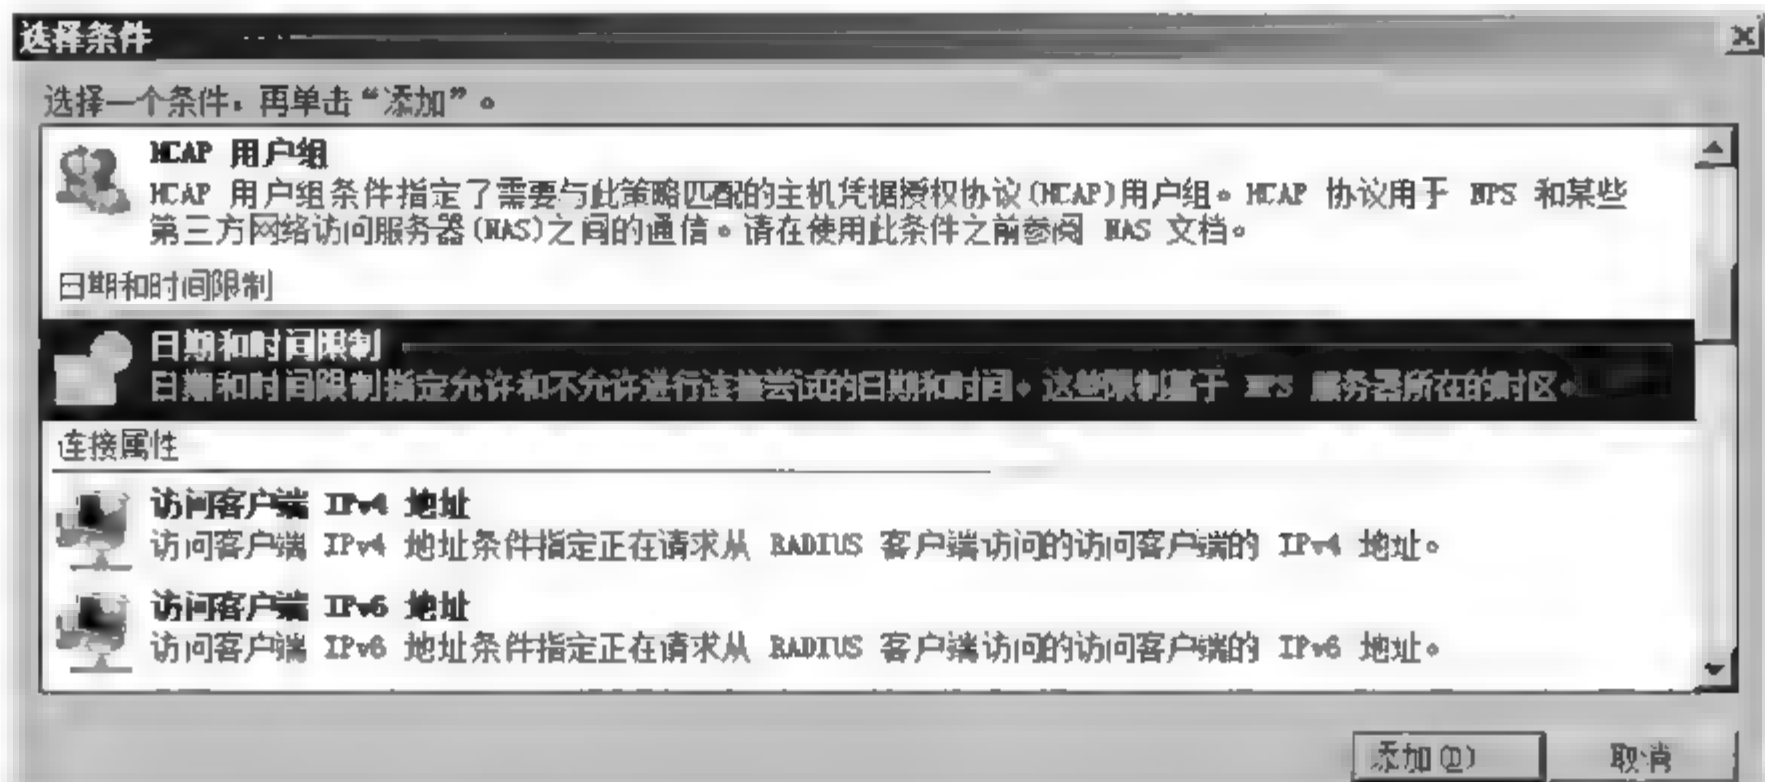 选择条件
选择一个条件，再单击“添加”。
HCAP 用户组
HCAP 用户组条件指定了需要与此策略匹配的主机凭据授权协议(HCAP)用户组。HCAP 协议用于 NPS 和某些
第三方网络访问服务器(NAS)之间的通信。请在使用此条件之前参阅 NAS 文档。
日期和时间限制
日期和时间限制
日期和时间限制指定允许和不允许进行连接尝试的日期和时间。这些限制基于 NPS 服务器所在的时区。
连接属性
访问客户端 IPv4 地址
访问客户端 IPv4 地址条件指定正在请求从 RADIUS 客户端访问的访问客户端的 IPv4 地址。
访问客户端 IPv6 地址
访问客户端 IPv6 地址条件指定正在请求从 RADIUS 客户端访问的访问客户端的 IPv6 地址。
添加(D) 取消